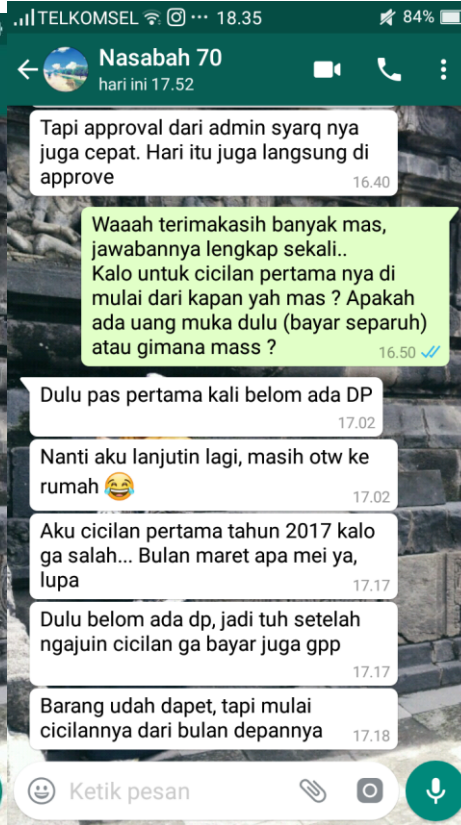 TELKOMSEL ... 18.35 84%
Nasabah 70
hari ini 17.52
Tapi approval dari admin syarq nya
juga cepat. Hari itu juga langsung di
approve
16.40
Waaah terimakasih banyak mas,
jawabannya lengkap sekali..
Kalo untuk cicilan pertama nya di
mulai dari kapan yah mas ? Apakah
ada uang muka dulu (bayar separuh)
atau gimana mass ?
16.50
Dulu pas pertama kali belom ada DP
17.02
Nanti aku lanjutin lagi, masih otw ke
rumah 😂
17.02
Aku cicilan pertama tahun 2017 kalo
ga salah... Bulan maret apa mei ya,
lupa
17.17
Dulu belom ada dp, jadi tuh setelah
ngajuin cicilan ga bayar juga gpp
17.17
Barang udah dapet, tapi mulai
cicilannya dari bulan depannya
17.18
Ketik pesan